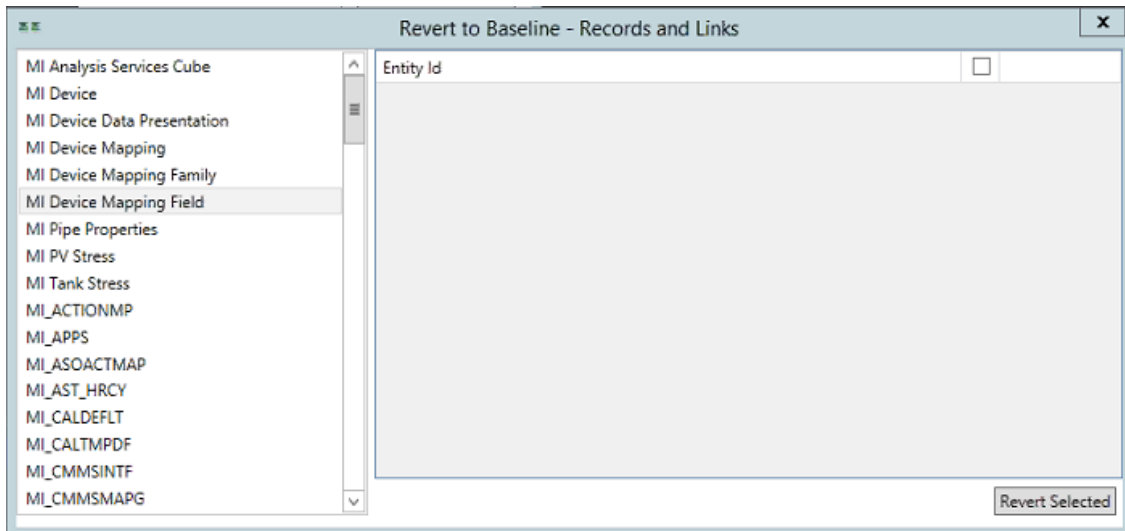 Revert to Baseline - Records and Links
x
MI Analysis Services Cube
MI Device
MI Device Data Presentation
MI Device Mapping
MI Device Mapping Family
MI Device Mapping Field
MI Pipe Properties
MI PV Stress
MI Tank Stress
MI_ACTIONMP
MI_APPS
MI_ASOACTMAP
MI_AST_HRCY
MI_CALDEFLT
MI_CALTMPDF
MI_CMMSINTF
MI_CMMSMAPG
Entity Id
Revert Selected